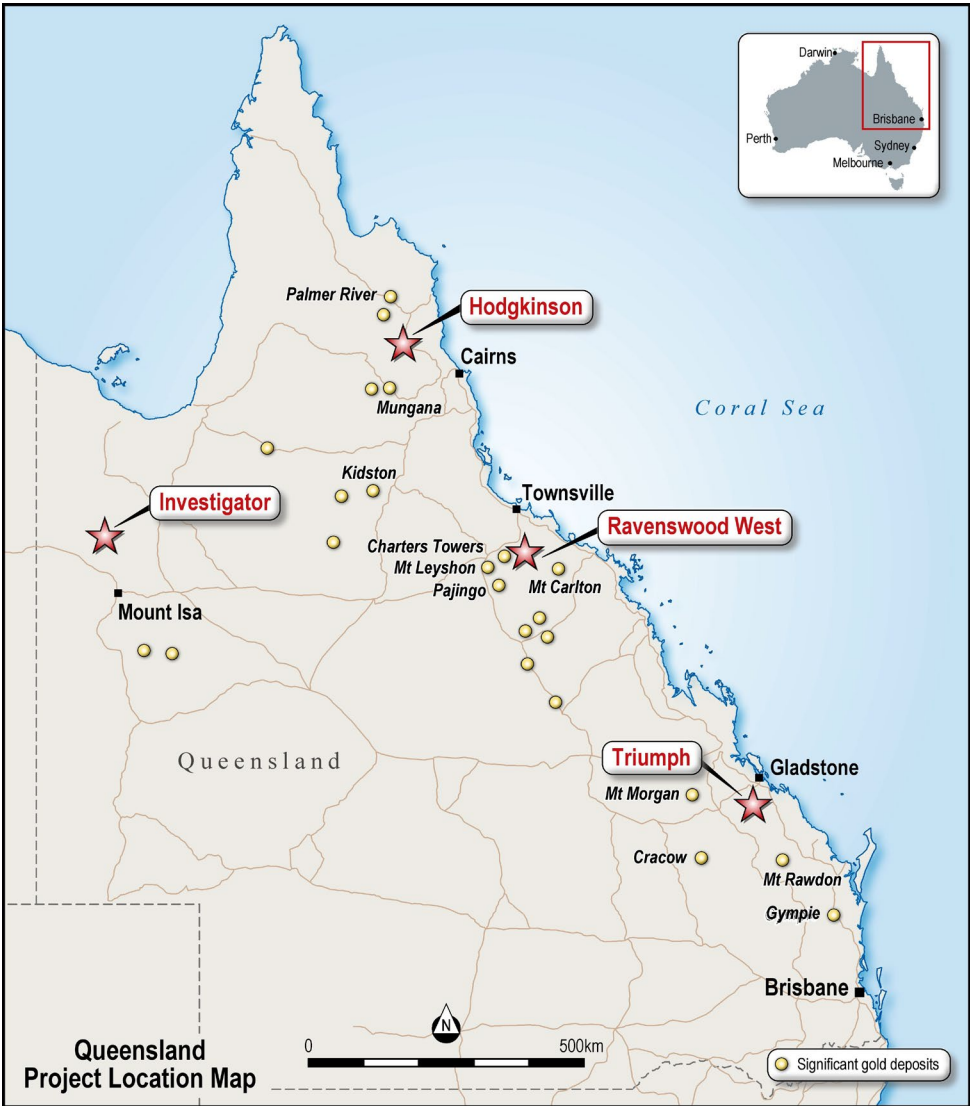 Darwin
Brisbane
Perth
Sydney
Melbourne
Palmer River
Hodgkinson
Cairns
Mungana
Coral Sea
Kidston
Investigator
Townsville
Ravenswood West
Charters Towers
Mt Leyshon
Pajingo
Mt Carlton
Mount Isa
Queensland
Triumph
Gladstone
Mt Morgan
Cracow
Mt Rawdon
Gympie
Brisbane
N
0 500km
Queensland
Project Location Map
Significant gold deposits